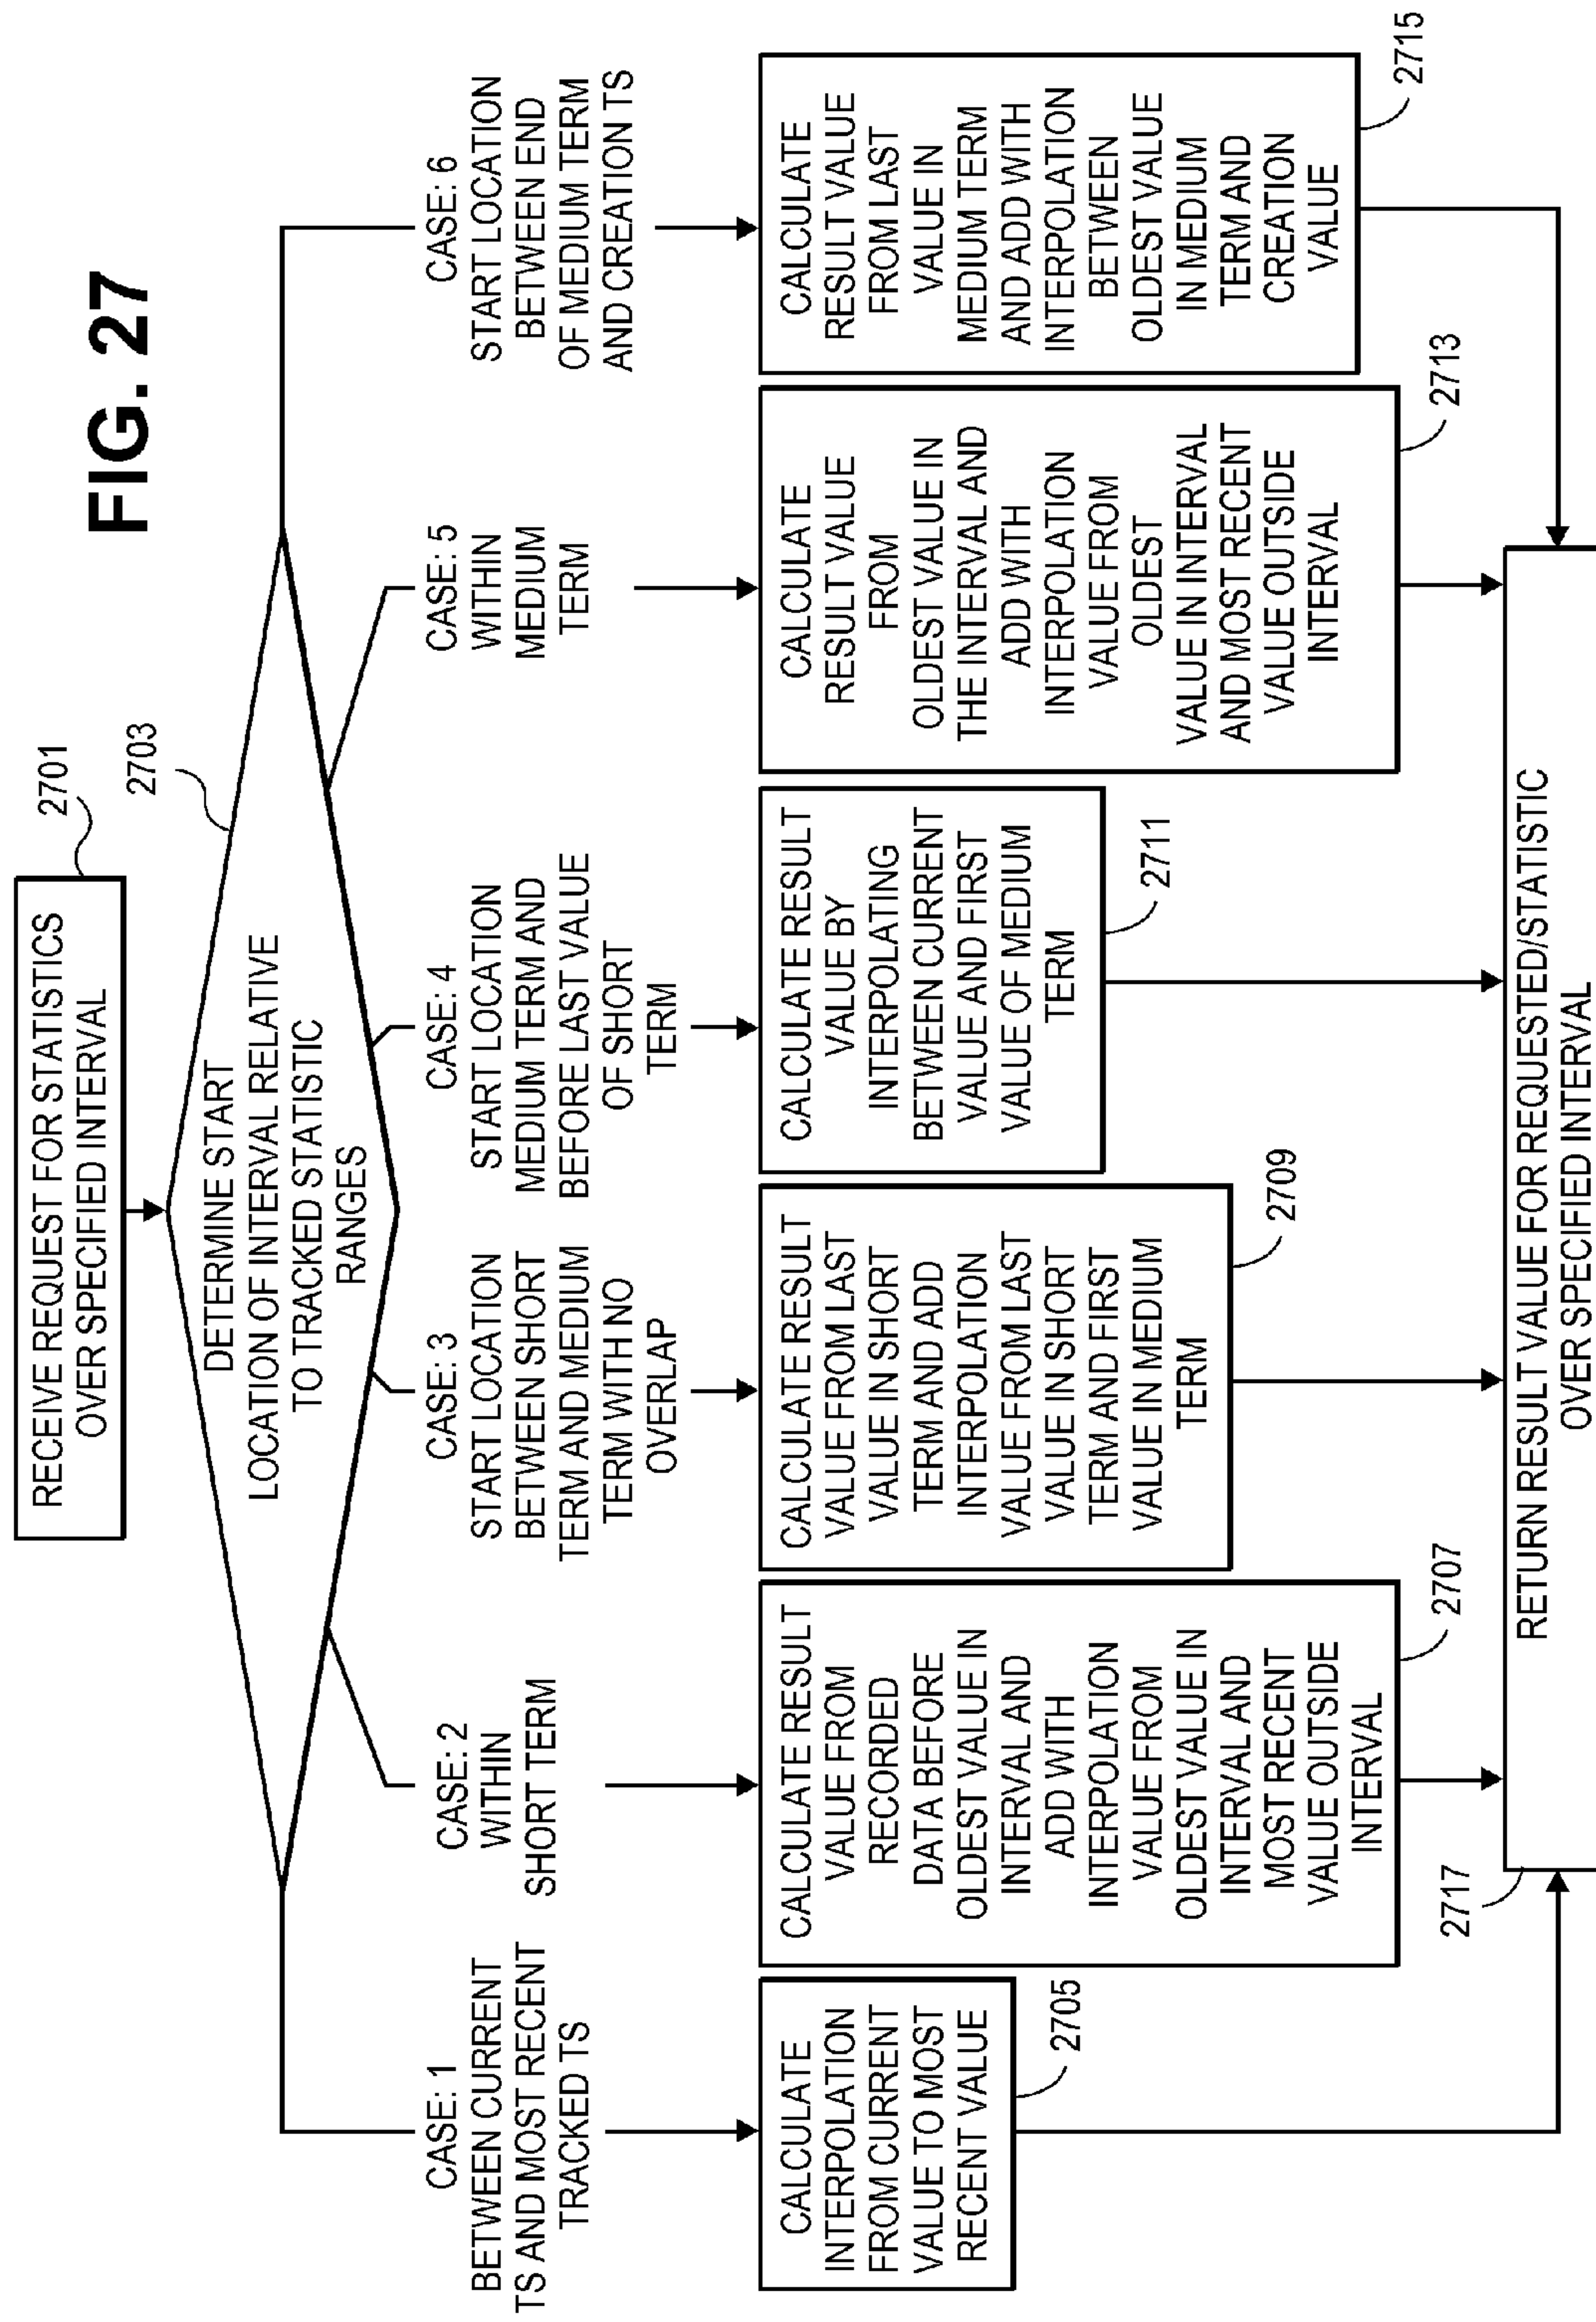 FIG. 27
RECEIVE REQUEST FOR STATISTICS
OVER SPECIFIED INTERVAL
2701
DETERMINE START
LOCATION OF INTERVAL RELATIVE
TO TRACKED STATISTIC
RANGES
2703
CASE: 1
BETWEEN CURRENT
TS AND MOST RECENT
TRACKED TS
CALCULATE
INTERPOLATION
FROM CURRENT
VALUE TO MOST
RECENT VALUE
2705
CASE: 2
WITHIN
SHORT TERM
CALCULATE RESULT
VALUE FROM
RECORDED
DATA BEFORE
OLDEST VALUE IN
INTERVAL AND
ADD WITH
INTERPOLATION
VALUE FROM
OLDEST VALUE IN
INTERVAL AND
MOST RECENT
VALUE OUTSIDE
INTERVAL
2707
CASE: 3
START LOCATION
BETWEEN SHORT
TERM AND MEDIUM
TERM WITH NO
OVERLAP
CALCULATE RESULT
VALUE FROM LAST
VALUE IN SHORT
TERM AND ADD
INTERPOLATION
VALUE FROM LAST
VALUE IN SHORT
TERM AND FIRST
VALUE IN MEDIUM
TERM
2709
CASE: 4
START LOCATION
MEDIUM TERM AND
BEFORE LAST VALUE
OF SHORT
TERM
CALCULATE RESULT
VALUE BY
INTERPOLATING
BETWEEN CURRENT
VALUE AND FIRST
VALUE OF MEDIUM
TERM
2711
CASE: 5
WITHIN
MEDIUM
TERM
CALCULATE
RESULT VALUE
FROM
OLDEST VALUE IN
THE INTERVAL AND
ADD WITH
INTERPOLATION
VALUE FROM
OLDEST
VALUE IN INTERVAL
AND MOST RECENT
VALUE OUTSIDE
INTERVAL
2713
CASE: 6
START LOCATION
BETWEEN END
OF MEDIUM TERM
AND CREATION TS
CALCULATE
RESULT VALUE
FROM LAST
VALUE IN
MEDIUM TERM
AND ADD WITH
INTERPOLATION
BETWEEN
OLDEST VALUE
IN MEDIUM
TERM AND
CREATION
VALUE
2715
2717
RETURN RESULT VALUE FOR REQUESTED/STATISTIC
OVER SPECIFIED INTERVAL